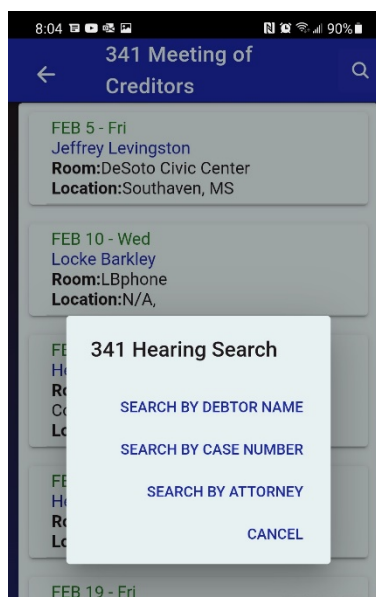 8:04
90%
341 Meeting of
Creditors
FEB 5 - Fri
Jeffrey Levingston
Room:DeSoto Civic Center
Location:Southaven, MS
FEB 10 - Wed
Locke Barkley
Room:LBphone
Location:N/A,
341 Hearing Search
SEARCH BY DEBTOR NAME
SEARCH BY CASE NUMBER
SEARCH BY ATTORNEY
CANCEL
FEB 19 - Fri